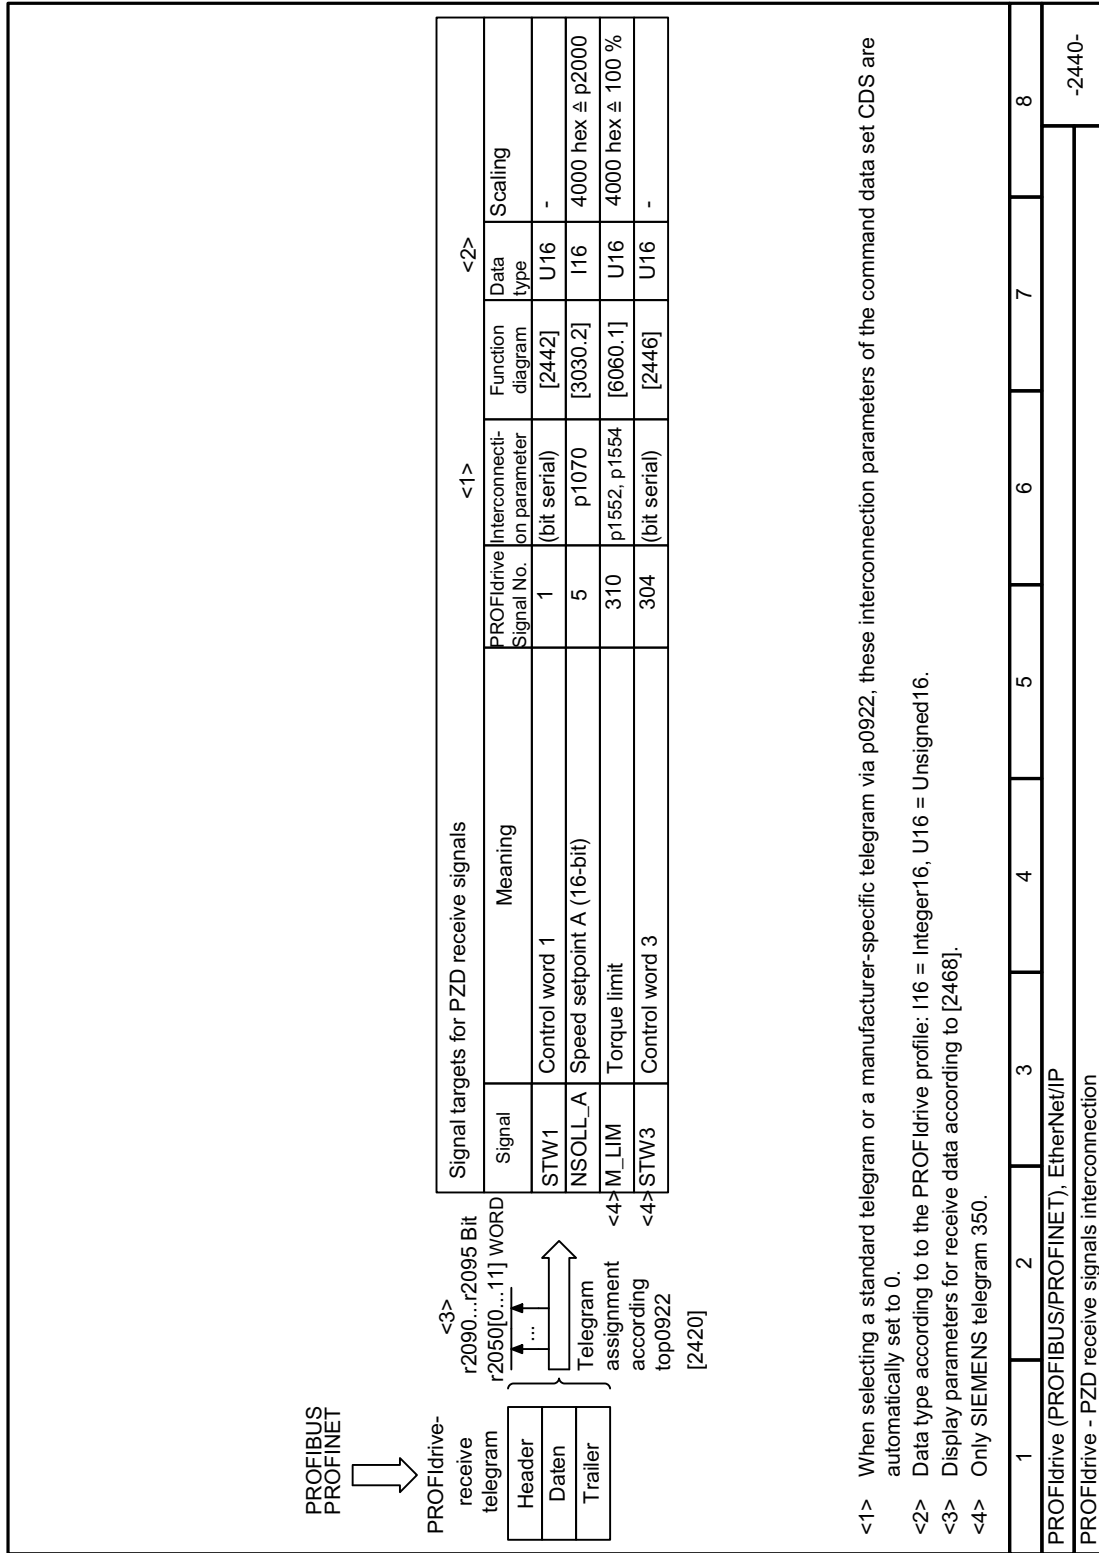 PROFIBUS
PROFINET
PROFIdrive-
receive
telegram
Header
Daten
Trailer
<3>
r2090...r2095 Bit
r2050[0...11] WORD
...
Telegram
assignment
according
top0922
[2420]
Signal targets for PZD receive signals
<1>
<2>
Signal Meaning PROFIdrive Signal No. Interconnecti-on parameter Function diagram Data type Scaling
STW1 Control word 1 1 (bit serial) [2442] U16 -
NSOLL_A Speed setpoint A (16-bit) 5 p1070 [3030.2] I16 4000 hex ≙ p2000
<4> M_LIM Torque limit 310 p1552, p1554 [6060.1] U16 4000 hex ≙ 100 %
<4> STW3 Control word 3 304 (bit serial) [2446] U16 -
<1> When selecting a standard telegram or a manufacturer-specific telegram via p0922, these interconnection parameters of the command data set CDS are
automatically set to 0.
<2> Data type according to to the PROFIdrive profile: I16 = Integer16, U16 = Unsigned16.
<3> Display parameters for receive data according to [2468].
<4> Only SIEMENS telegram 350.
1 2 3 4 5 6 7 8
PROFIdrive (PROFIBUS/PROFINET), EtherNet/IP
PROFIdrive - PZD receive signals interconnection
-2440-